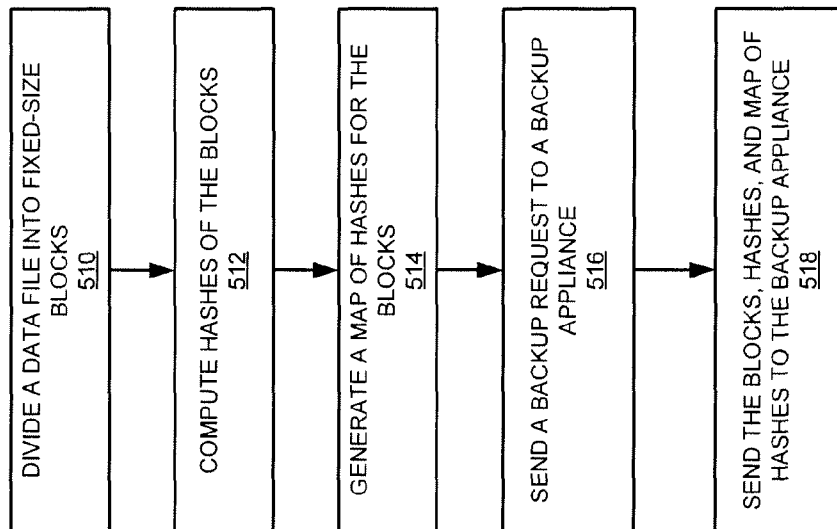 DIVIDE A DATA FILE INTO FIXED-SIZE
BLOCKS
510
COMPUTE HASHES OF THE BLOCKS
512
GENERATE A MAP OF HASHES FOR THE
BLOCKS
514
SEND A BACKUP REQUEST TO A BACKUP
APPLIANCE
516
SEND THE BLOCKS, HASHES, AND MAP OF
HASHES TO THE BACKUP APPLIANCE
518